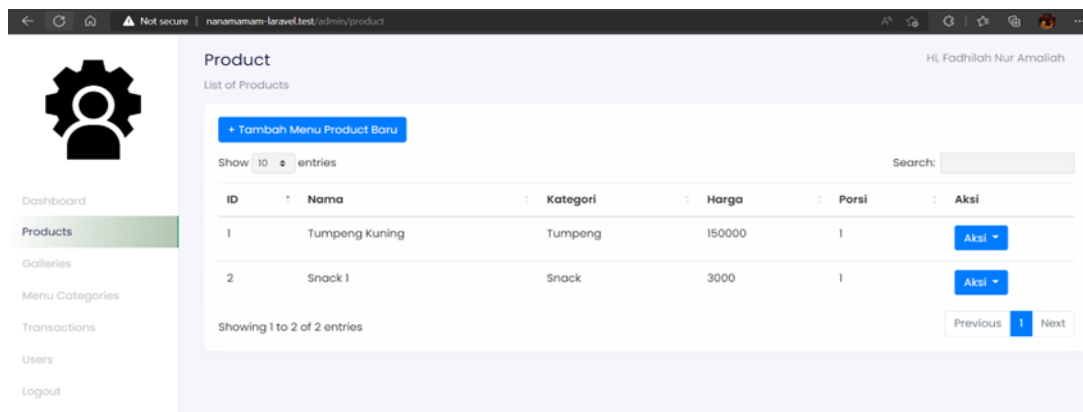 Not secure | nanamamam-laravel.test/admin/product
Product
Hi, Fadhilah Nur Amaliah
List of Products
+ Tambah Menu Product Baru
Show 10 entries
Search:
ID Nama Kategori Harga Porsi Aksi
1 Tumpeng Kuning Tumpeng 150000 1 Aksi
2 Snack 1 Snack 3000 1 Aksi
Showing 1 to 2 of 2 entries
Previous 1 Next
Dashboard
Products
Galleries
Menu Categories
Transactions
Users
Logout